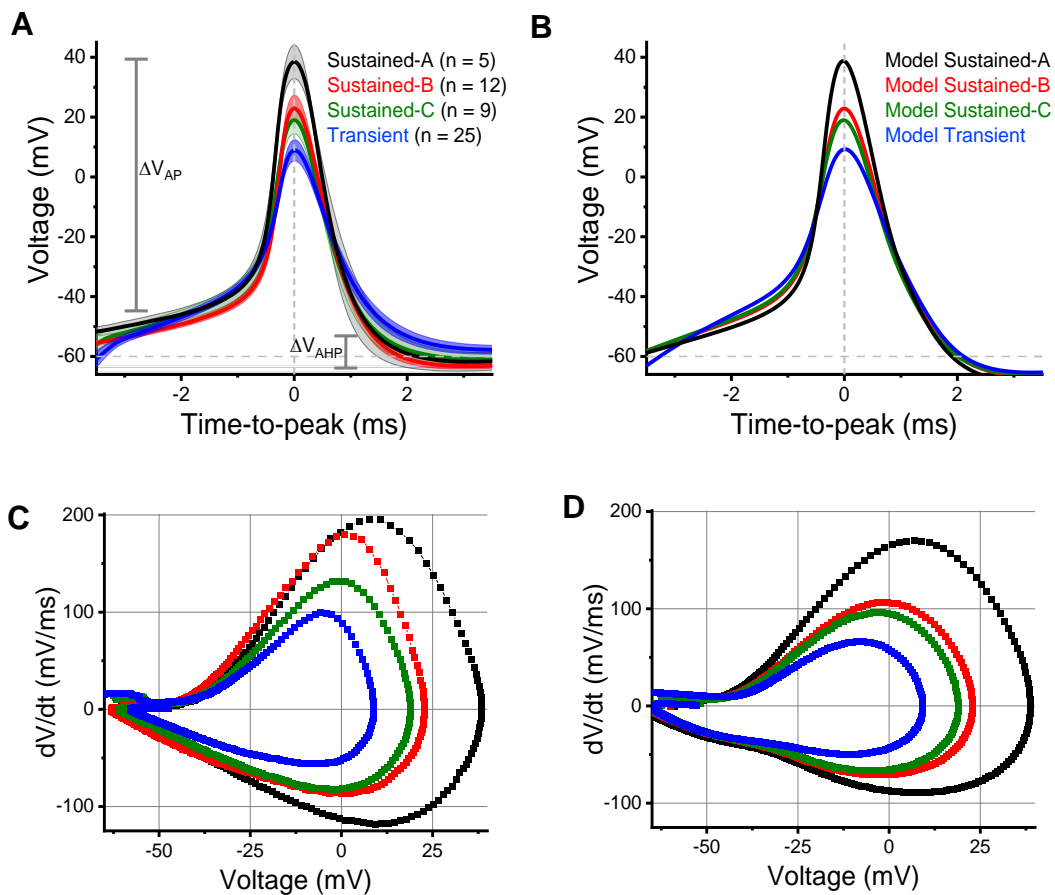 A
Sustained-A (n = 5)
Sustained-B (n = 12)
Sustained-C (n = 9)
Transient (n = 25)
ΔVAP
ΔVAHP
40
20
0
-20
-40
-60
Voltage (mV)
-2
0
2
Time-to-peak (ms)
B
Model Sustained-A
Model Sustained-B
Model Sustained-C
Model Transient
40
20
0
-20
-40
-60
Voltage (mV)
-2
0
2
Time-to-peak (ms)
C
200
100
0
-100
dV/dt (mV/ms)
-50
-25
0
25
Voltage (mV)
D
200
100
0
-100
dV/dt (mV/ms)
-50
-25
0
25
Voltage (mV)